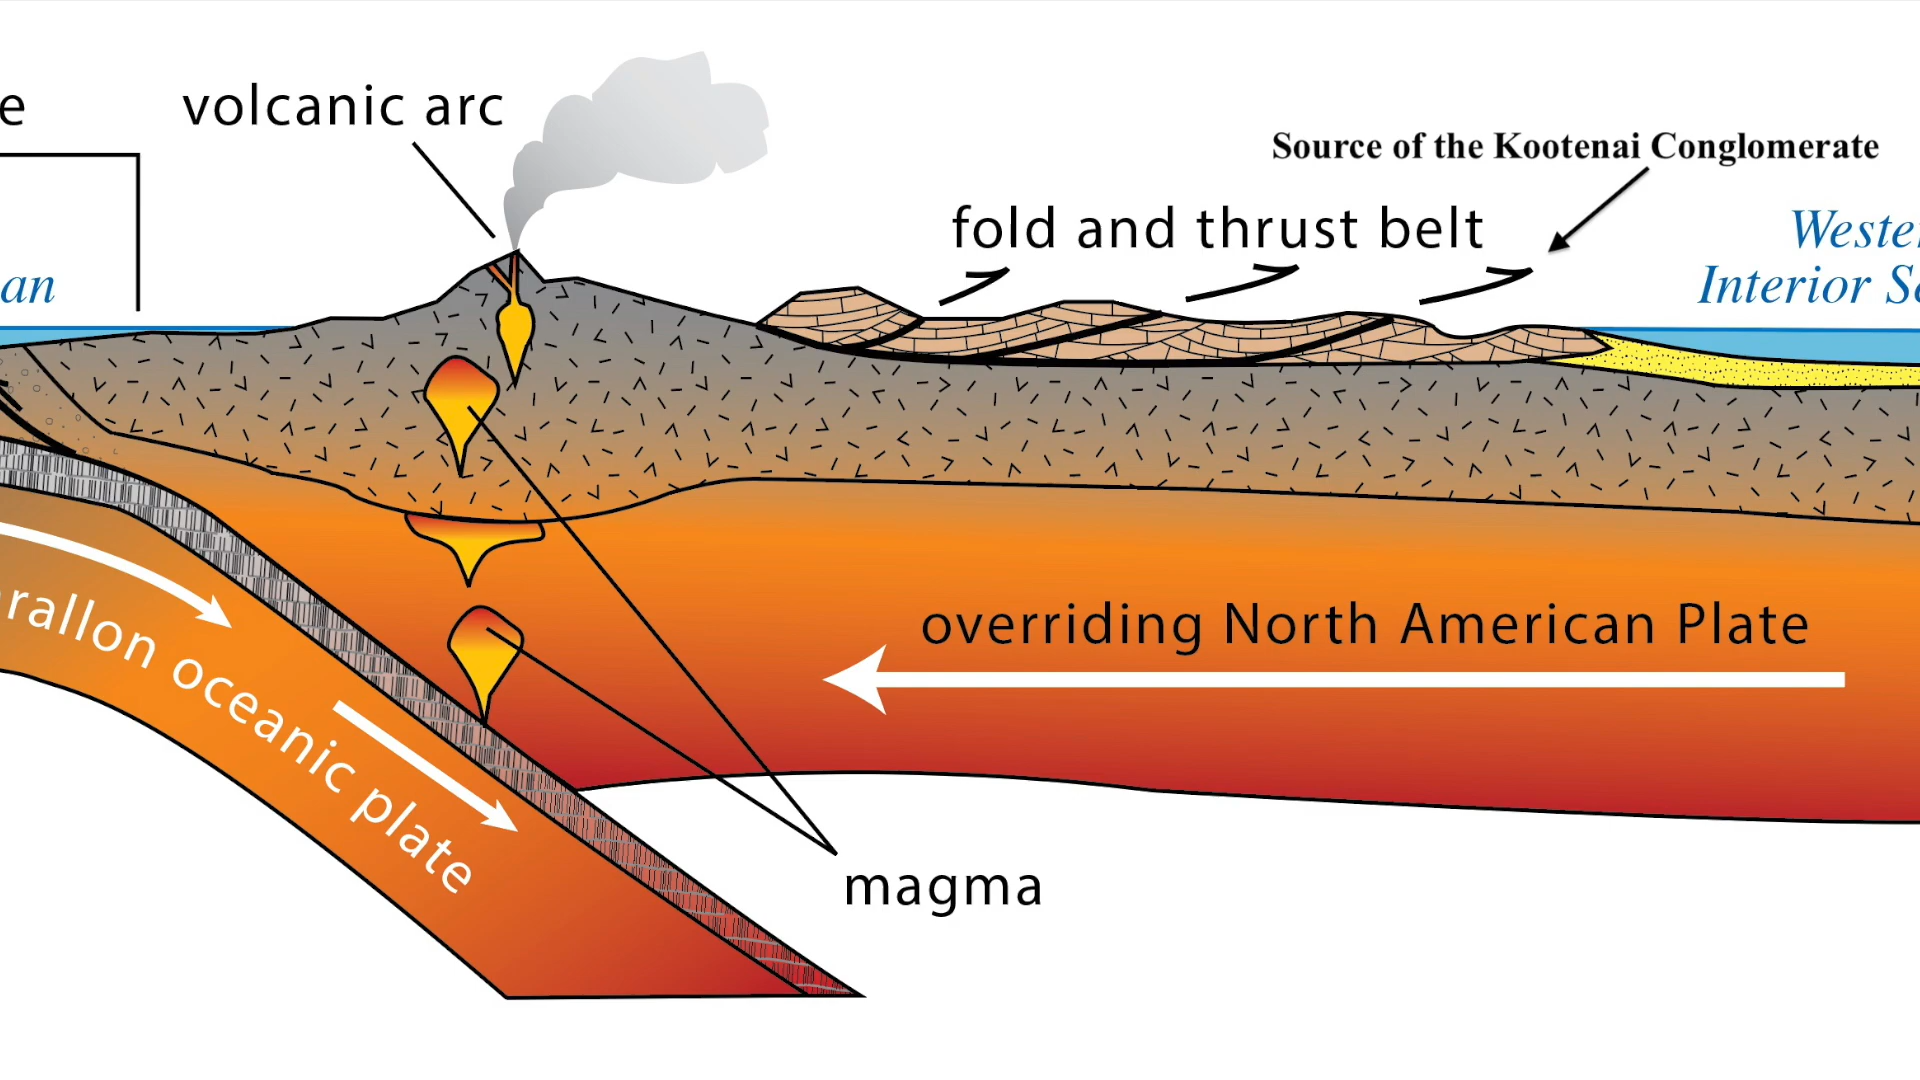 e
volcanic arc
Source of the Kootenai Conglomerate
fold and thrust belt
Weste
Interior Se
an
overriding North American Plate
rallon oceanic plate
magma